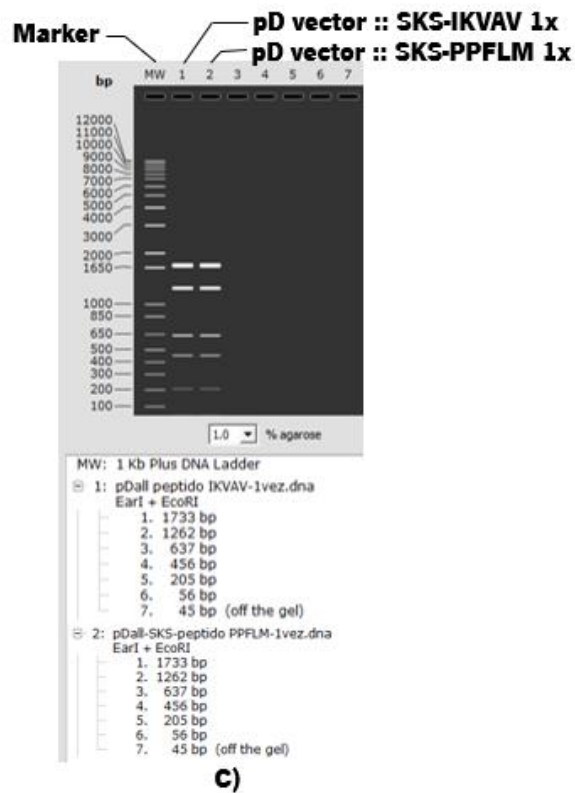 pD vector :: SKS-IKVAV 1x
Marker
pD vector :: SKS-PPFLM 1x
bp MW 1 2 3 4 5 6 7
12000
11000
10000
9000
8000
7000
6000
5000
4000
3000
2000
1650
1000
850
650
500
400
300
200
100
1.0 % agarose
MW: 1 Kb Plus DNA Ladder
1: pDall peptido IKVAV-1vez.dna
EarI + EcoRI
1. 1733 bp
2. 1262 bp
3. 637 bp
4. 456 bp
5. 205 bp
6. 56 bp
7. 45 bp (off the gel)
2: pDall-SKS-peptido PPFLM-1vez.dna
EarI + EcoRI
1. 1733 bp
2. 1262 bp
3. 637 bp
4. 456 bp
5. 205 bp
6. 56 bp
7. 45 bp (off the gel)
C)